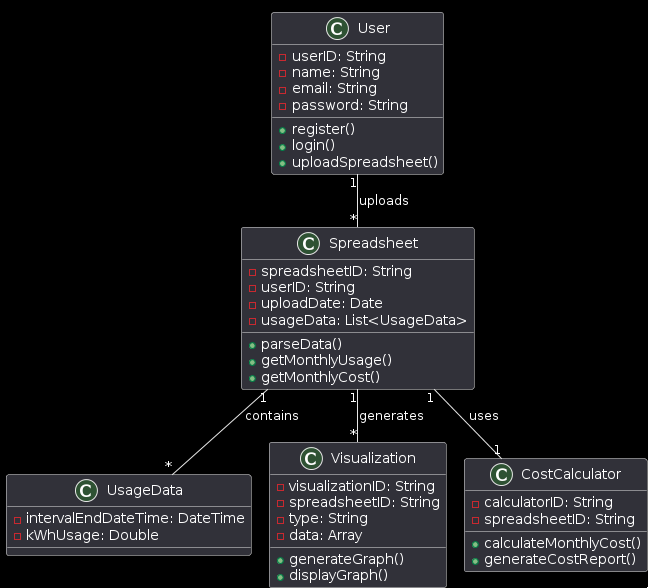 C User
userID: String
name: String
email: String
password: String
register()
login()
uploadSpreadsheet()
1
uploads
*
C Spreadsheet
spreadsheetID: String
userID: String
uploadDate: Date
usageData: List<UsageData>
parseData()
getMonthlyUsage()
getMonthlyCost()
1 1 1
contains generates uses
* * 1
C UsageData
intervalEndDateTime: DateTime
kWhUsage: Double
C Visualization
visualizationID: String
spreadsheetID: String
type: String
data: Array
generateGraph()
displayGraph()
C CostCalculator
calculatorID: String
spreadsheetID: String
calculateMonthlyCost()
generateCostReport()